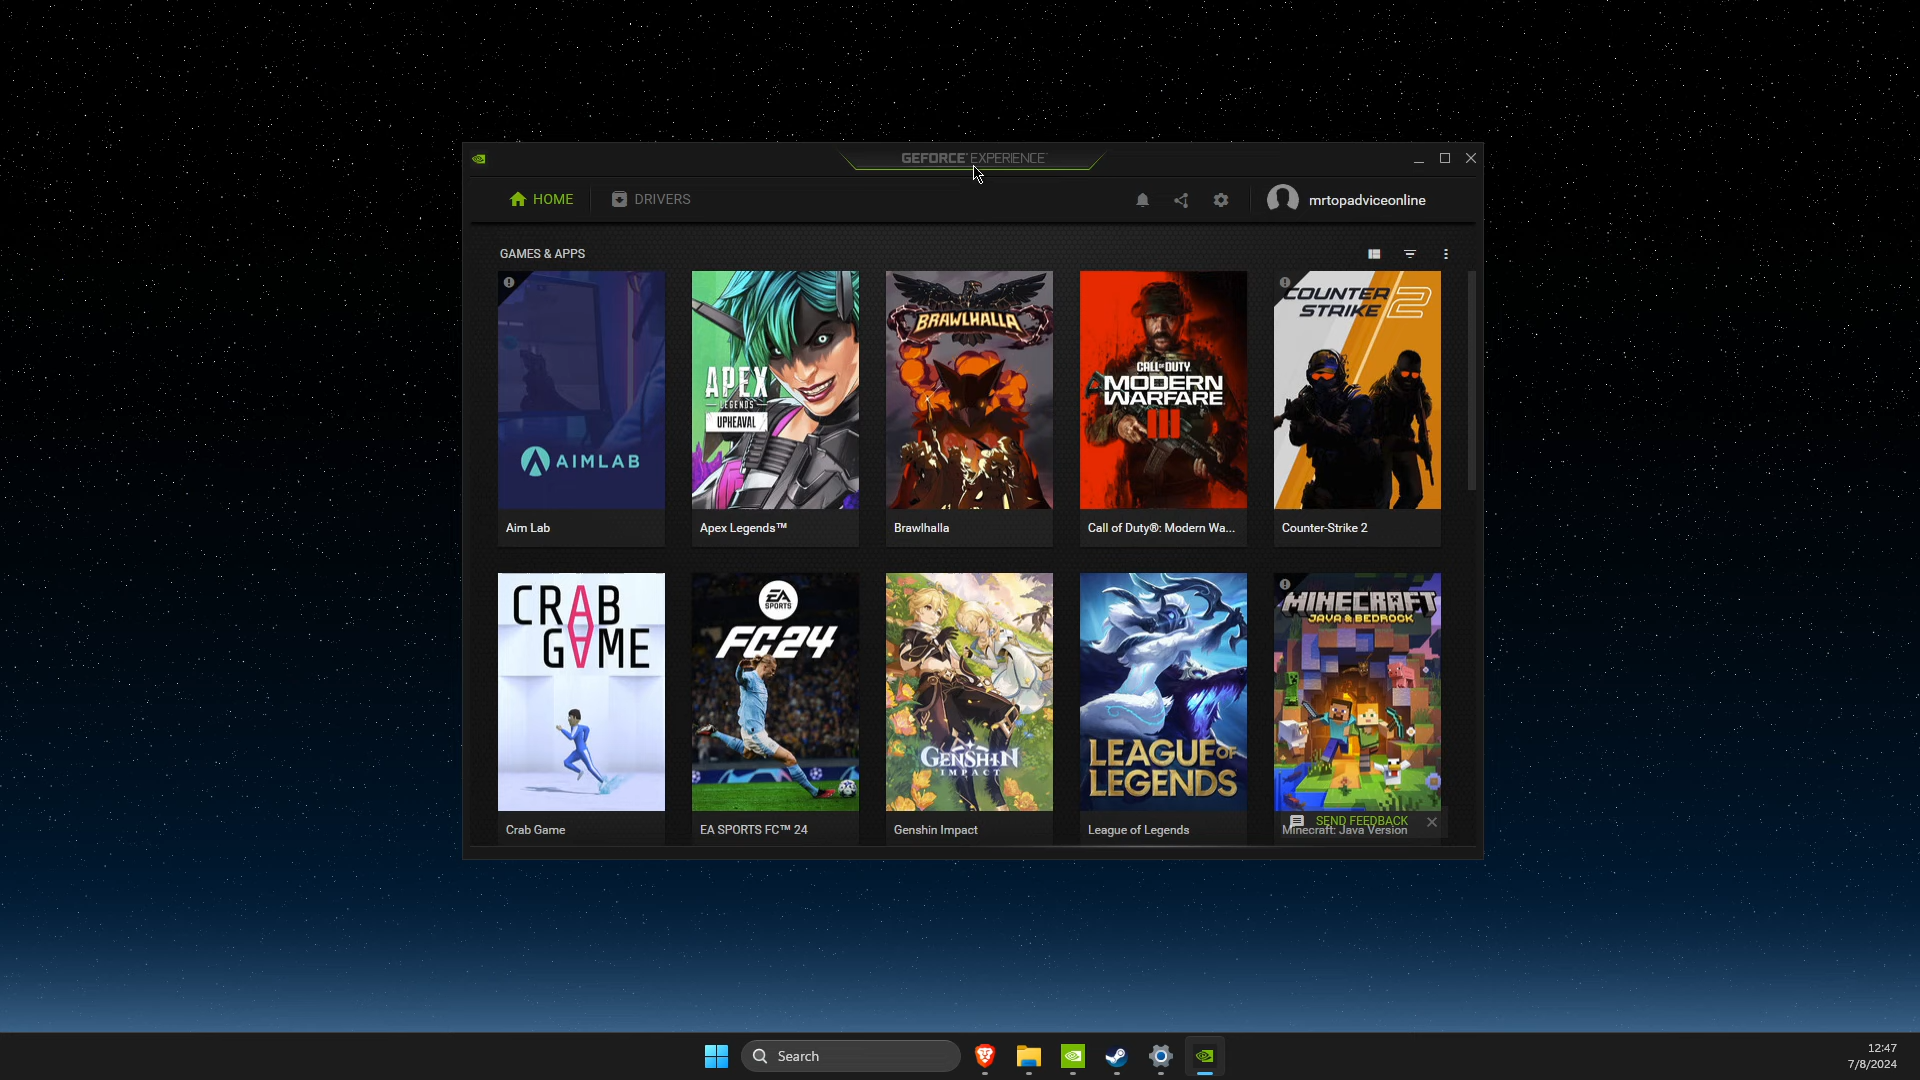 GEFORCE EXPERIENCE
HOME
DRIVERS
mrtopadviceonline
GAMES & APPS
AIMLAB
APEX
LEGENDS
UPHEAVAL
BRAWLHALLA
CALL OF DUTY
MODERN
WARFARE
III
COUNTER
STRIKE 2
Aim Lab
Apex Legends™
Brawlhalla
Call of Duty®: Modern Wa...
Counter-Strike 2
CRAB
GAME
EA
SPORTS
FC24
GENSHIN
IMPACT
LEAGUE OF
LEGENDS
MINECRAFT
JAVA & BEDROCK
SEND FEEDBACK
Crab Game
EA SPORTS FC™ 24
Genshin Impact
League of Legends
Minecraft: Java Version
Search
12:47
7/8/2024